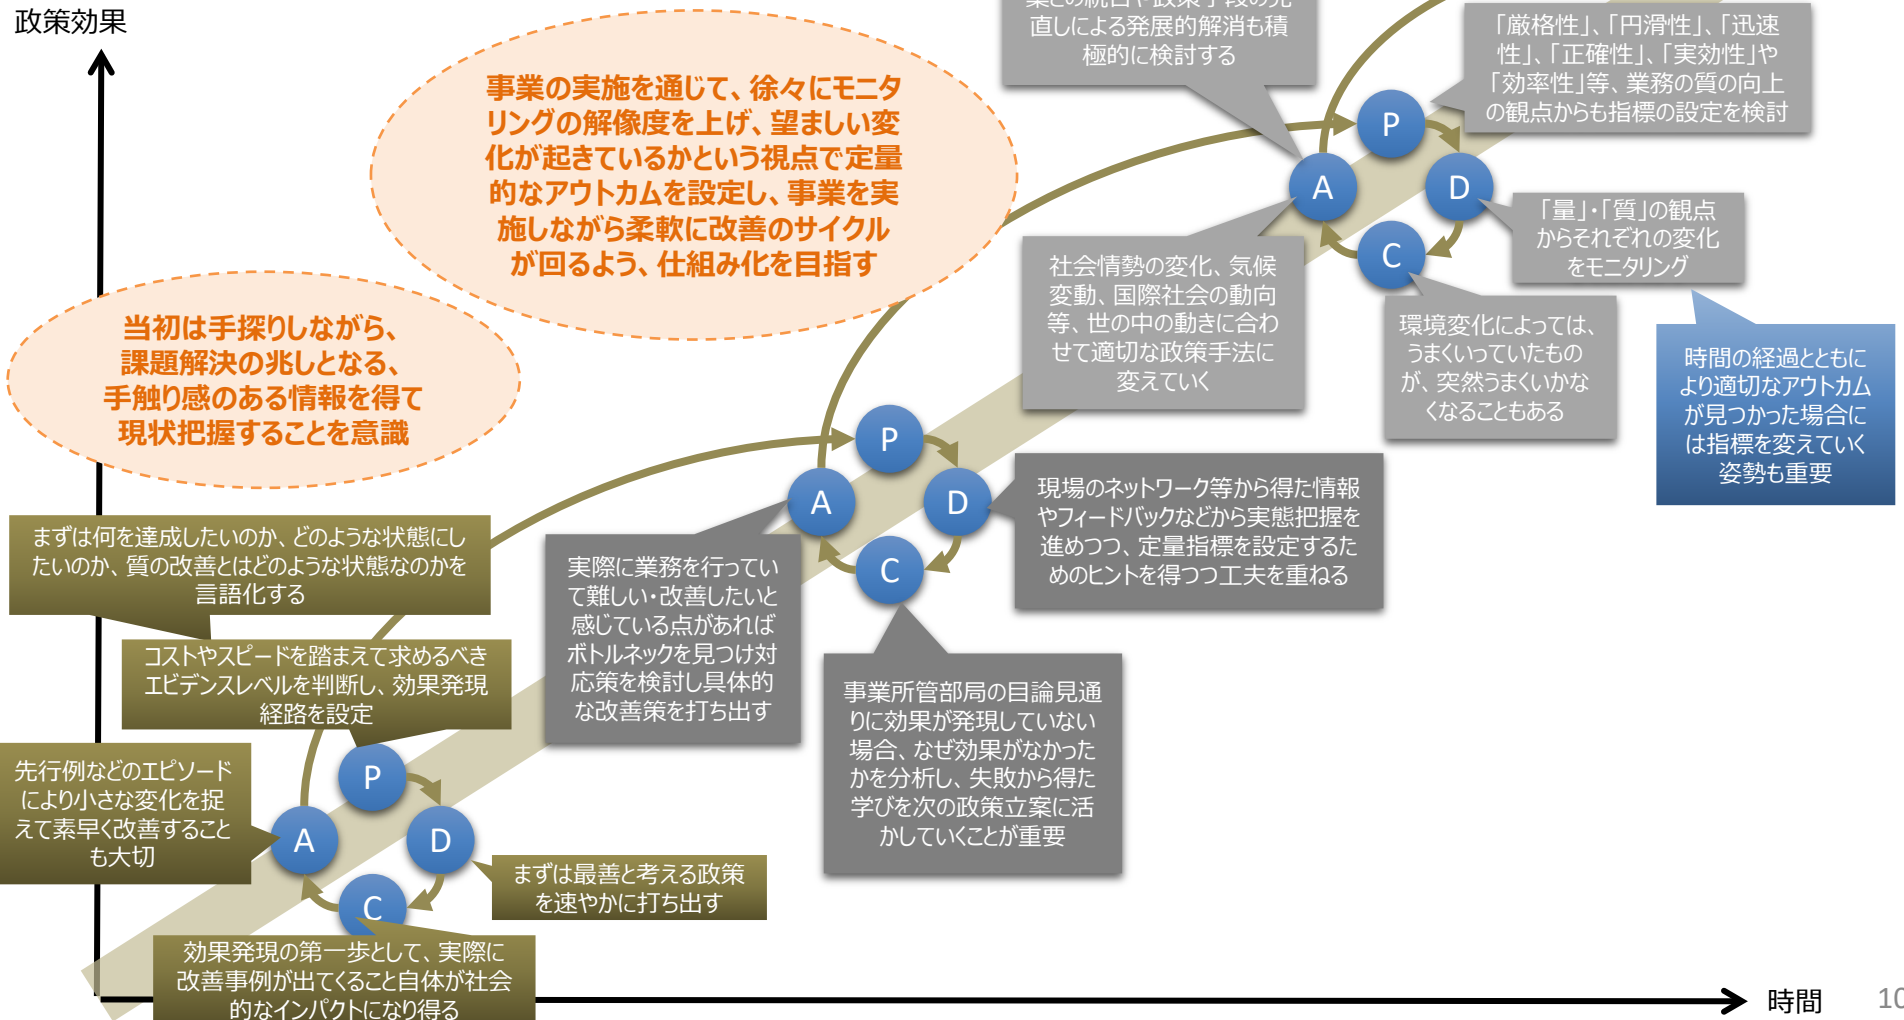 政策効果
業との統合や政策手段の見
直しによる発展的解消も積
極的に検討する
「厳格性」、「円滑性」、「迅速
性」、「正確性」、「実効性」や
「効率性」等、業務の質の向上
の観点からも指標の設定を検討
事業の実施を通じて、徐々にモニタ
リングの解像度を上げ、望ましい変
化が起きているかという視点で定量
的なアウトカムを設定し、事業を実
施しながら柔軟に改善のサイクル
が回るよう、仕組み化を目指す
P
A
D
C
「量」・「質」の観点
からそれぞれの変化
をモニタリング
社会情勢の変化、気候
変動、国際社会の動向
等、世の中の動きに合わ
せて適切な政策手法に
変えていく
環境変化によっては、
うまくいっていたもの
が、突然うまくいかな
くなることもある
時間の経過とともに
より適切なアウトカム
が見つかった場合に
は指標を変えていく
姿勢も重要
当初は手探りしながら、
課題解決の兆しとなる、
手触り感のある情報を得て
現状把握することを意識
P
A
D
C
現場のネットワーク等から得た情報
やフィードバックなどから実態把握を
進めつつ、定量指標を設定するた
めのヒントを得つつ工夫を重ねる
実際に業務を行ってい
て難しい・改善したいと
感じている点があれば
ボトルネックを見つけ対
応策を検討し具体的
な改善策を打ち出す
事業所管部局の目論見通
りに効果が発現していない
場合、なぜ効果がなかった
かを分析し、失敗から得た
学びを次の政策立案に活
かしていくことが重要
まずは何を達成したいのか、どのような状態にし
たいのか、質の改善とはどのような状態なのかを
言語化する
コストやスピードを踏まえて求めるべき
エビデンスレベルを判断し、効果発現
経路を設定
先行例などのエピソード
により小さな変化を捉
えて素早く改善すること
も大切
P
A
D
C
まずは最善と考える政策
を速やかに打ち出す
効果発現の第一歩として、実際に
改善事例が出てくること自体が社会
的なインパクトになり得る
時間
10